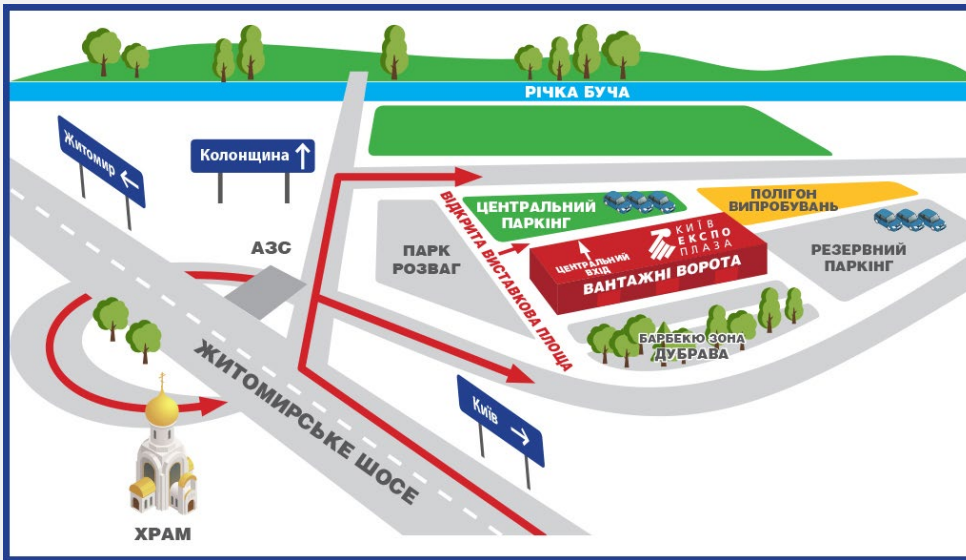 РІЧКА БУЧА
Житомир
Колонщина
ЦЕНТРАЛЬНИЙ
ПАРКІНГ
ПОЛІГОН
ВИПРОБУВАНЬ
ВІДКРИТА ВИСТАВКОВА ПЛОЩА
ПАРК
РОЗВАГ
КИЇВ
ЕКСПО
ПЛАЗА
ЦЕНТРАЛЬНИЙ
ВХІД
ВАНТАЖНІ ВОРОТА
РЕЗЕРВНИЙ
ПАРКІНГ
АЗС
БАРБЕКЮ ЗОНА
ДУБРАВА
ЖИТОМИРСЬКЕ ШОСЕ
Київ
ХРАМ